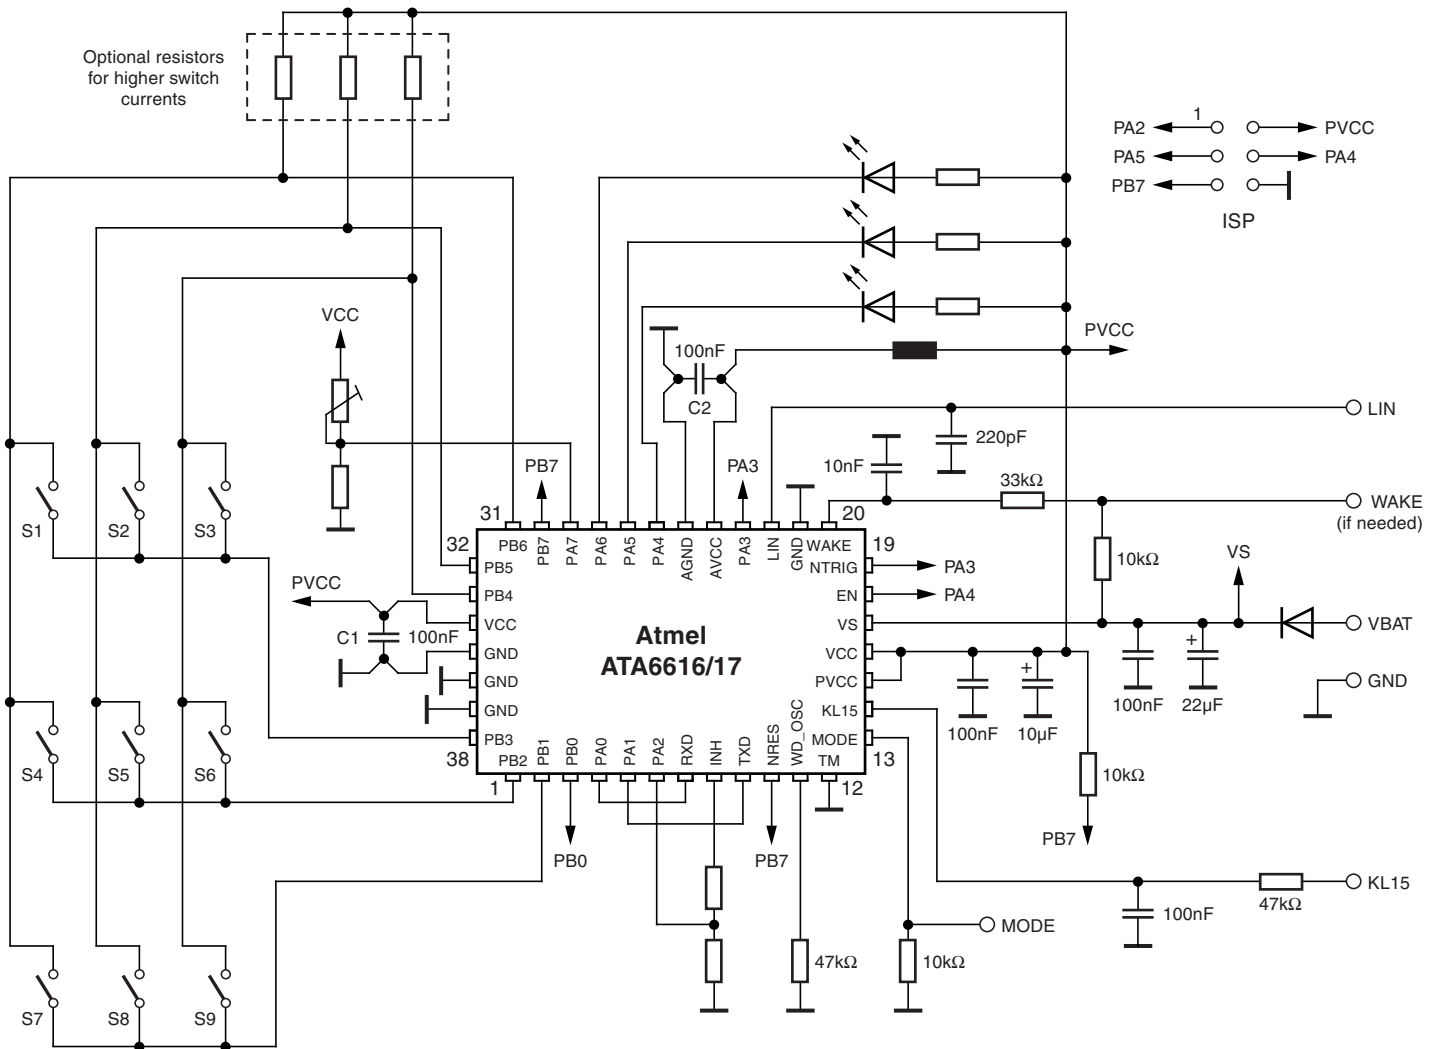 Optional resistors
for higher switch
currents
1
PA2
PVCC
PA5
PA4
PB7
ISP
VCC
PVCC
100nF
C2
LIN
220pF
10nF
PB7
PA3
33kΩ
WAKE
(if needed)
S1
S2
S3
31
20
32
19
PB6
PB7
PA7
PA6
PA5
PA4
AGND
AVCC
PA3
LIN
GND
WAKE
PB5
NTRIG
PA3
10kΩ
VS
PVCC
PB4
EN
PA4
C1
100nF
VCC
VS
VBAT
Atmel
ATA6616/17
GND
VCC
+
+
GND
PVCC
GND
100nF
22µF
GND
KL15
100nF
10µF
PB3
MODE
38
13
PB2
PB1
PB0
PA0
PA1
PA2
RXD
INH
TXD
NRES
WD_OSC
TM
1
12
S4
S5
S6
10kΩ
PB0
PB7
PB7
KL15
47kΩ
100nF
MODE
47kΩ
10kΩ
S7
S8
S9